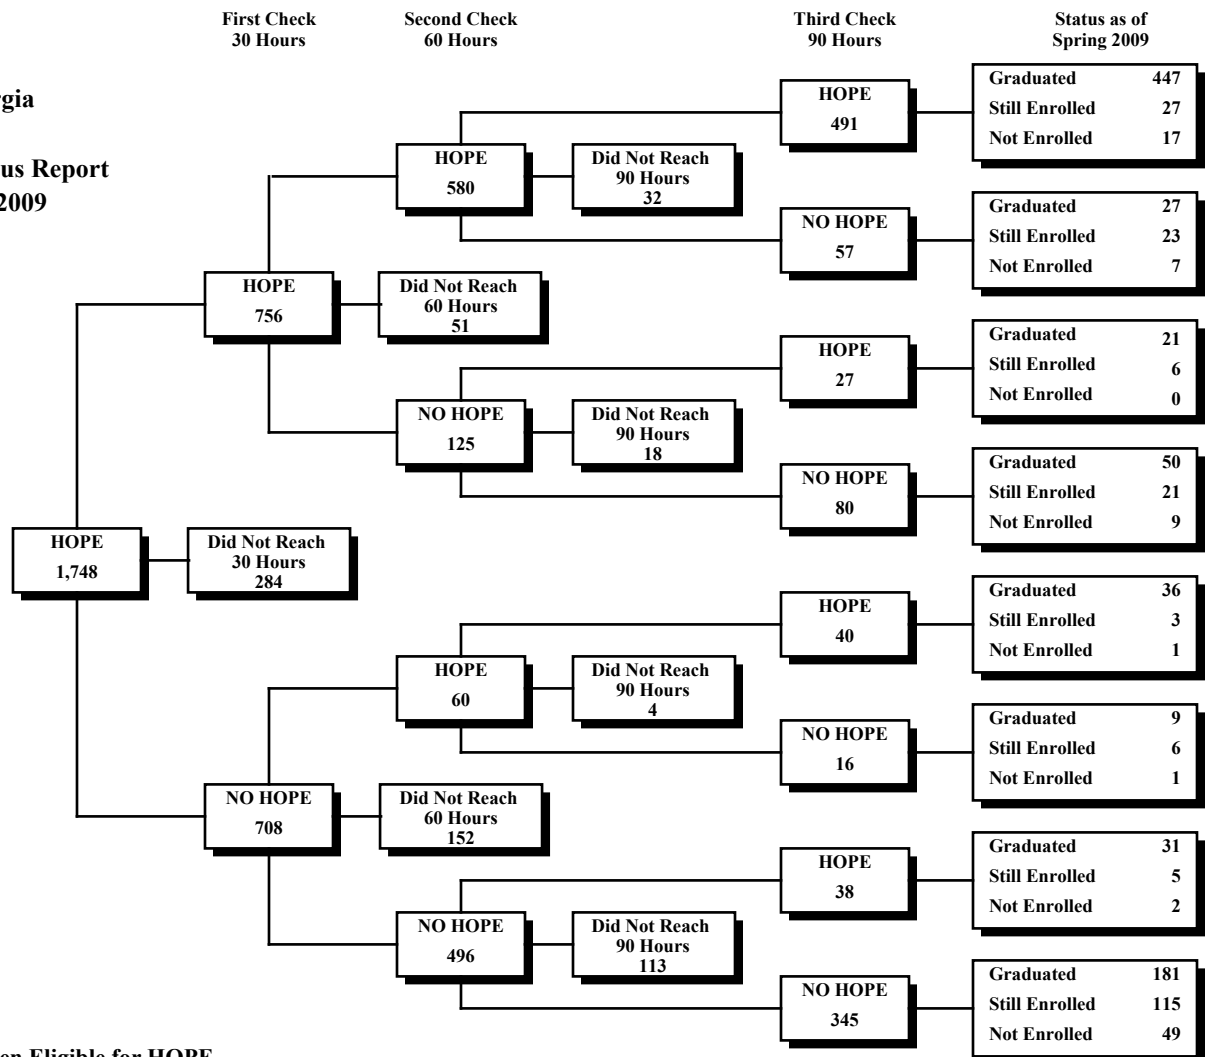 First Check
30 Hours
Second Check
60 Hours
Third Check
90 Hours
Status as of
Spring 2009
us Report
2009
HOPE
1,748
Did Not Reach
30 Hours
284
HOPE
756
Did Not Reach
60 Hours
51
NO HOPE
708
Did Not Reach
60 Hours
152
HOPE
580
Did Not Reach
90 Hours
32
NO HOPE
125
Did Not Reach
90 Hours
18
HOPE
60
Did Not Reach
90 Hours
4
NO HOPE
496
Did Not Reach
90 Hours
113
HOPE
491
Graduated 447
Still Enrolled 27
Not Enrolled 17
NO HOPE
57
Graduated 27
Still Enrolled 23
Not Enrolled 7
HOPE
27
Graduated 21
Still Enrolled 6
Not Enrolled 0
NO HOPE
80
Graduated 50
Still Enrolled 21
Not Enrolled 9
HOPE
40
Graduated 36
Still Enrolled 3
Not Enrolled 1
NO HOPE
16
Graduated 9
Still Enrolled 6
Not Enrolled 1
HOPE
38
Graduated 31
Still Enrolled 5
Not Enrolled 2
NO HOPE
345
Graduated 181
Still Enrolled 115
Not Enrolled 49